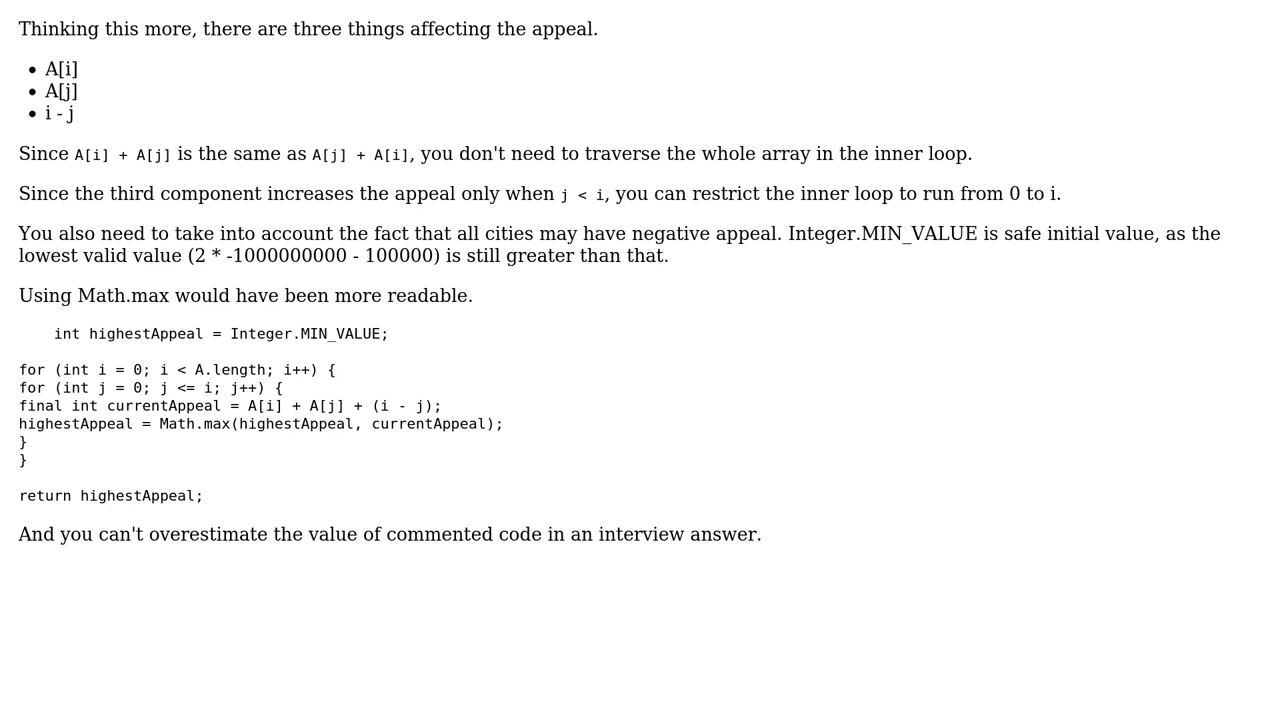 Thinking this more, there are three things affecting the appeal.
• A[i]
• A[j]
• i - j
Since A[i] + A[j] is the same as A[j] + A[i], you don't need to traverse the whole array in the inner loop.
Since the third component increases the appeal only when j < i, you can restrict the inner loop to run from 0 to i.
You also need to take into account the fact that all cities may have negative appeal. Integer.MIN_VALUE is safe initial value, as the
lowest valid value (2 * -1000000000 - 100000) is still greater than that.
Using Math.max would have been more readable.
    int highestAppeal = Integer.MIN_VALUE;
for (int i = 0; i < A.length; i++) {
for (int j = 0; j <= i; j++) {
final int currentAppeal = A[i] + A[j] + (i - j);
highestAppeal = Math.max(highestAppeal, currentAppeal);
}
}
return highestAppeal;
And you can't overestimate the value of commented code in an interview answer.